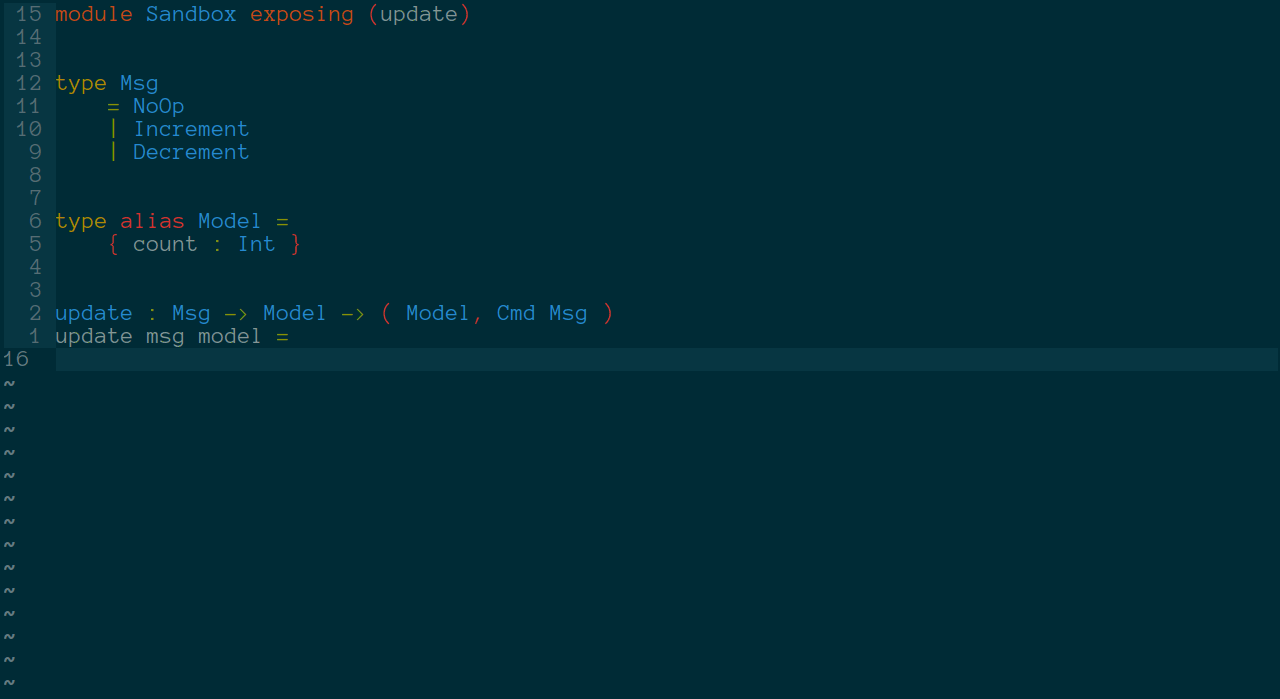 15 module Sandbox exposing (update)
14
13
12 type Msg
11     = NoOp
10     | Increment
9     | Decrement
8
7
6 type alias Model =
5     { count : Int }
4
3
2 update : Msg -> Model -> ( Model, Cmd Msg )
1 update msg model =
16
~
~
~
~
~
~
~
~
~
~
~
~
~
~